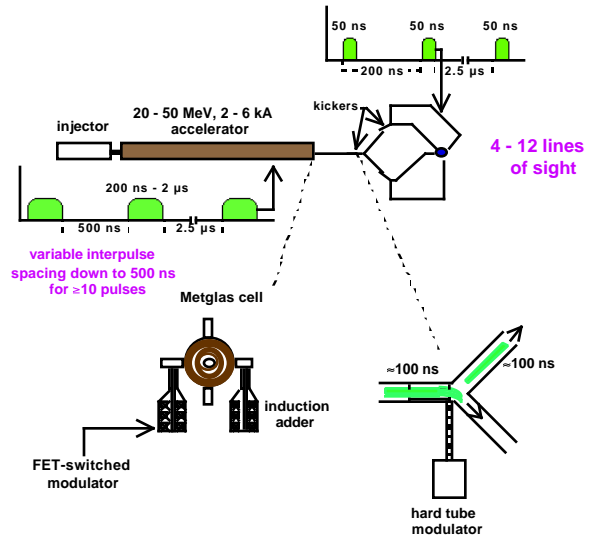 50 ns 50 ns 50 ns
200 ns 2.5 µs
kickers
20 - 50 MeV, 2 - 6 kA
accelerator
injector
4 - 12 lines
of sight
200 ns - 2 µs
500 ns 2.5 µs
variable interpulse
spacing down to 500 ns
for ≥10 pulses
Metglas cell
≈100 ns
≈100 ns
induction
adder
FET-switched
modulator
hard tube
modulator